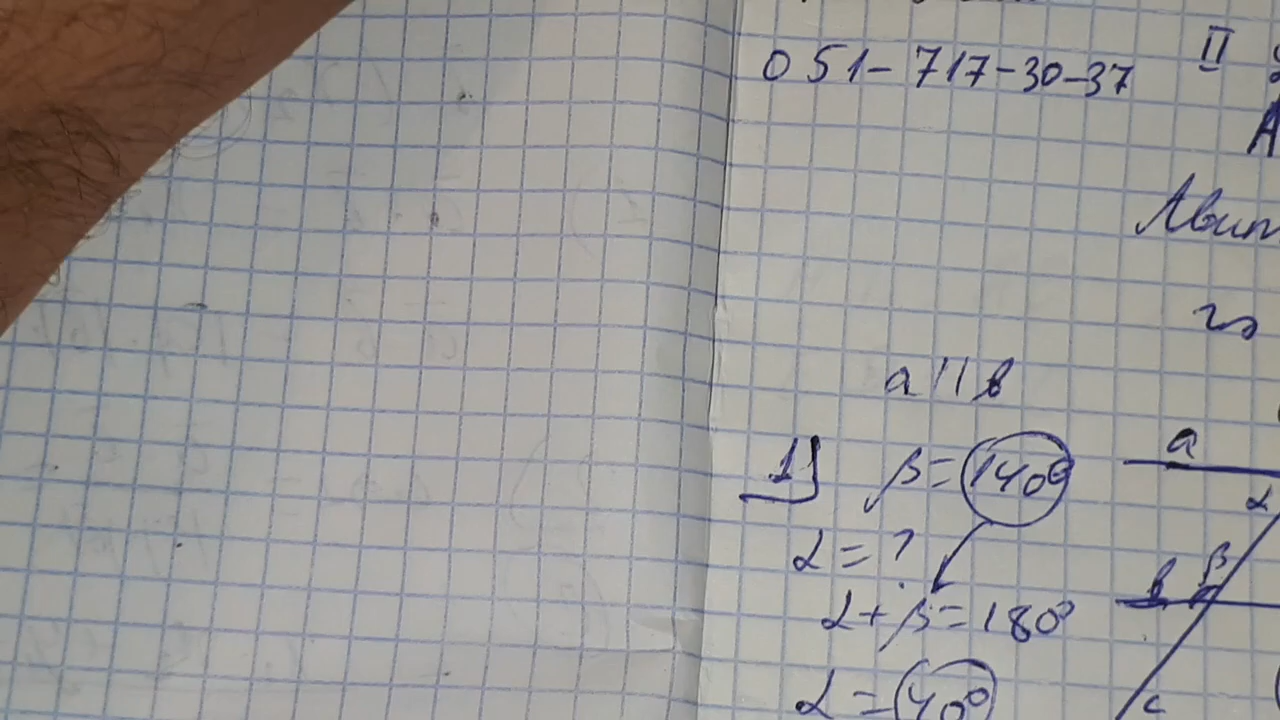 051-717-30-37 II
a || b
1) β = 140°
α = ?
α + β = 180°
α = 40°
a
α
b β
c